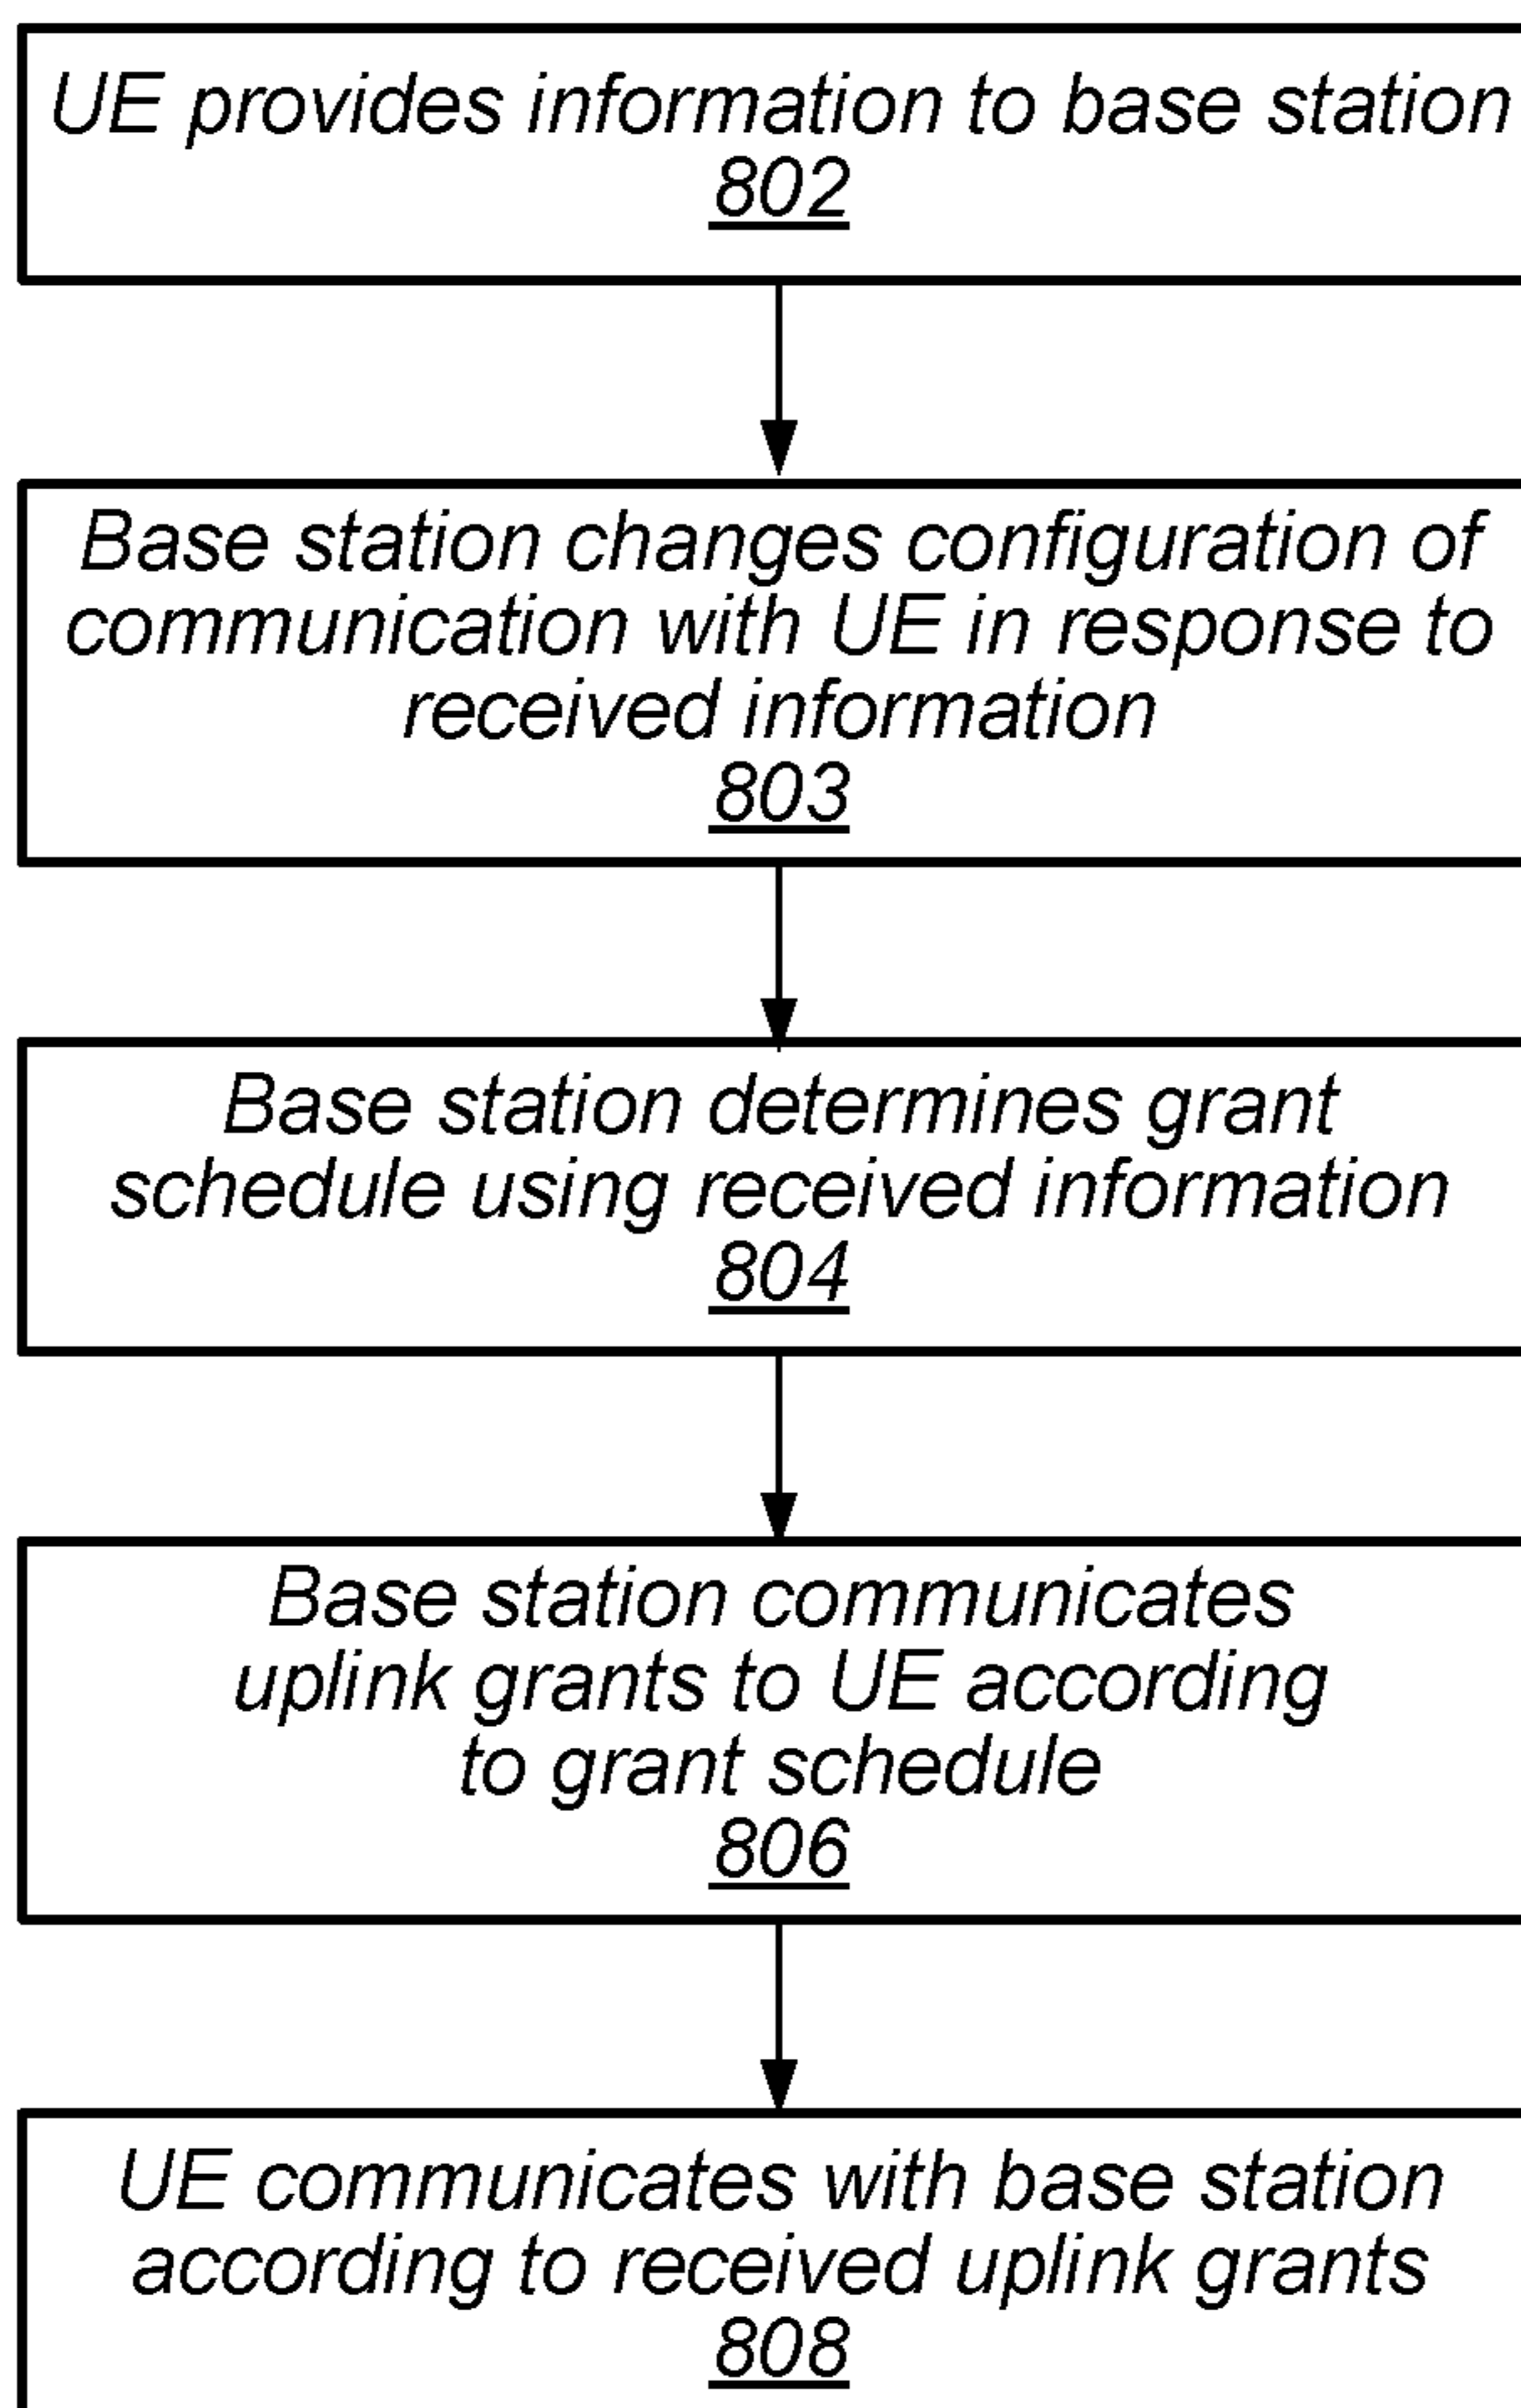 UE provides information to base station
802
Base station changes configuration of
communication with UE in response to
received information
803
Base station determines grant
schedule using received information
804
Base station communicates
uplink grants to UE according
to grant schedule
806
UE communicates with base station
according to received uplink grants
808